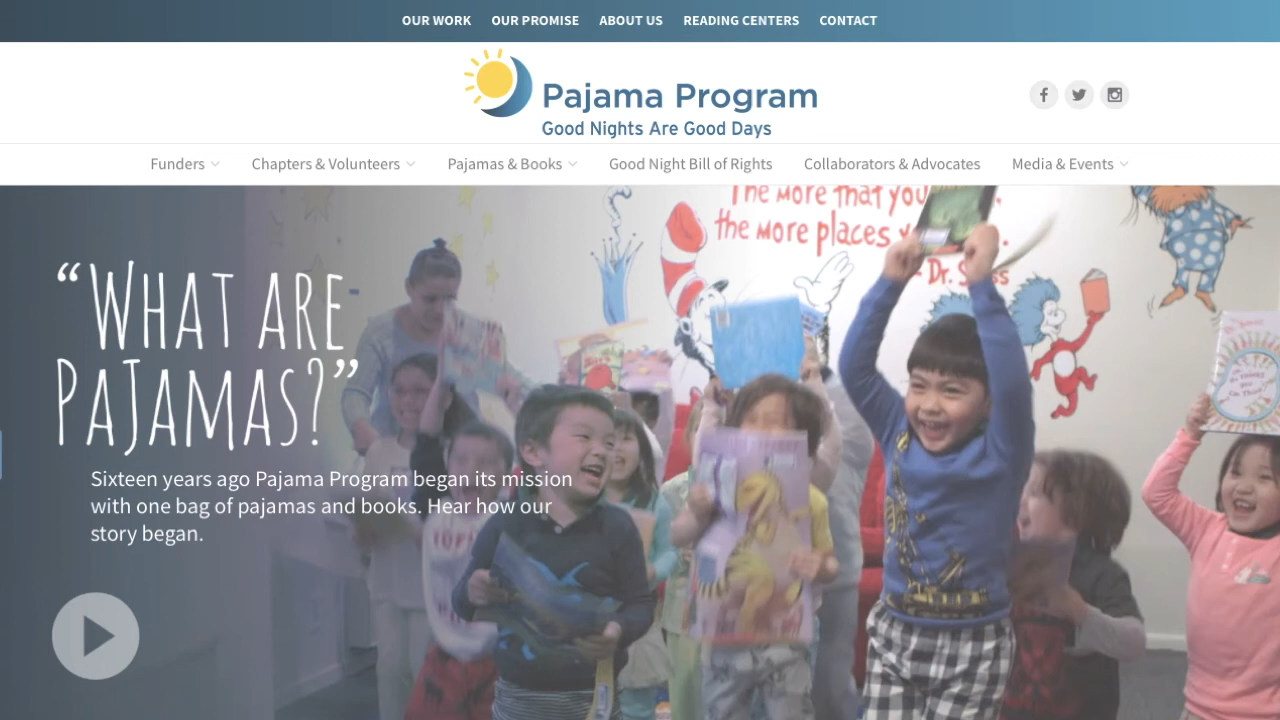 OUR WORK OUR PROMISE ABOUT US READING CENTERS CONTACT
Pajama Program
Good Nights Are Good Days
Funders Chapters & Volunteers Pajamas & Books Good Night Bill of Rights Collaborators & Advocates Media & Events
The More that you
the More places
Dr.
“WHAT ARE
PAJAMAS?”
Sixteen years ago Pajama Program began its mission
with one bag of pajamas and books. Hear how our
story began.